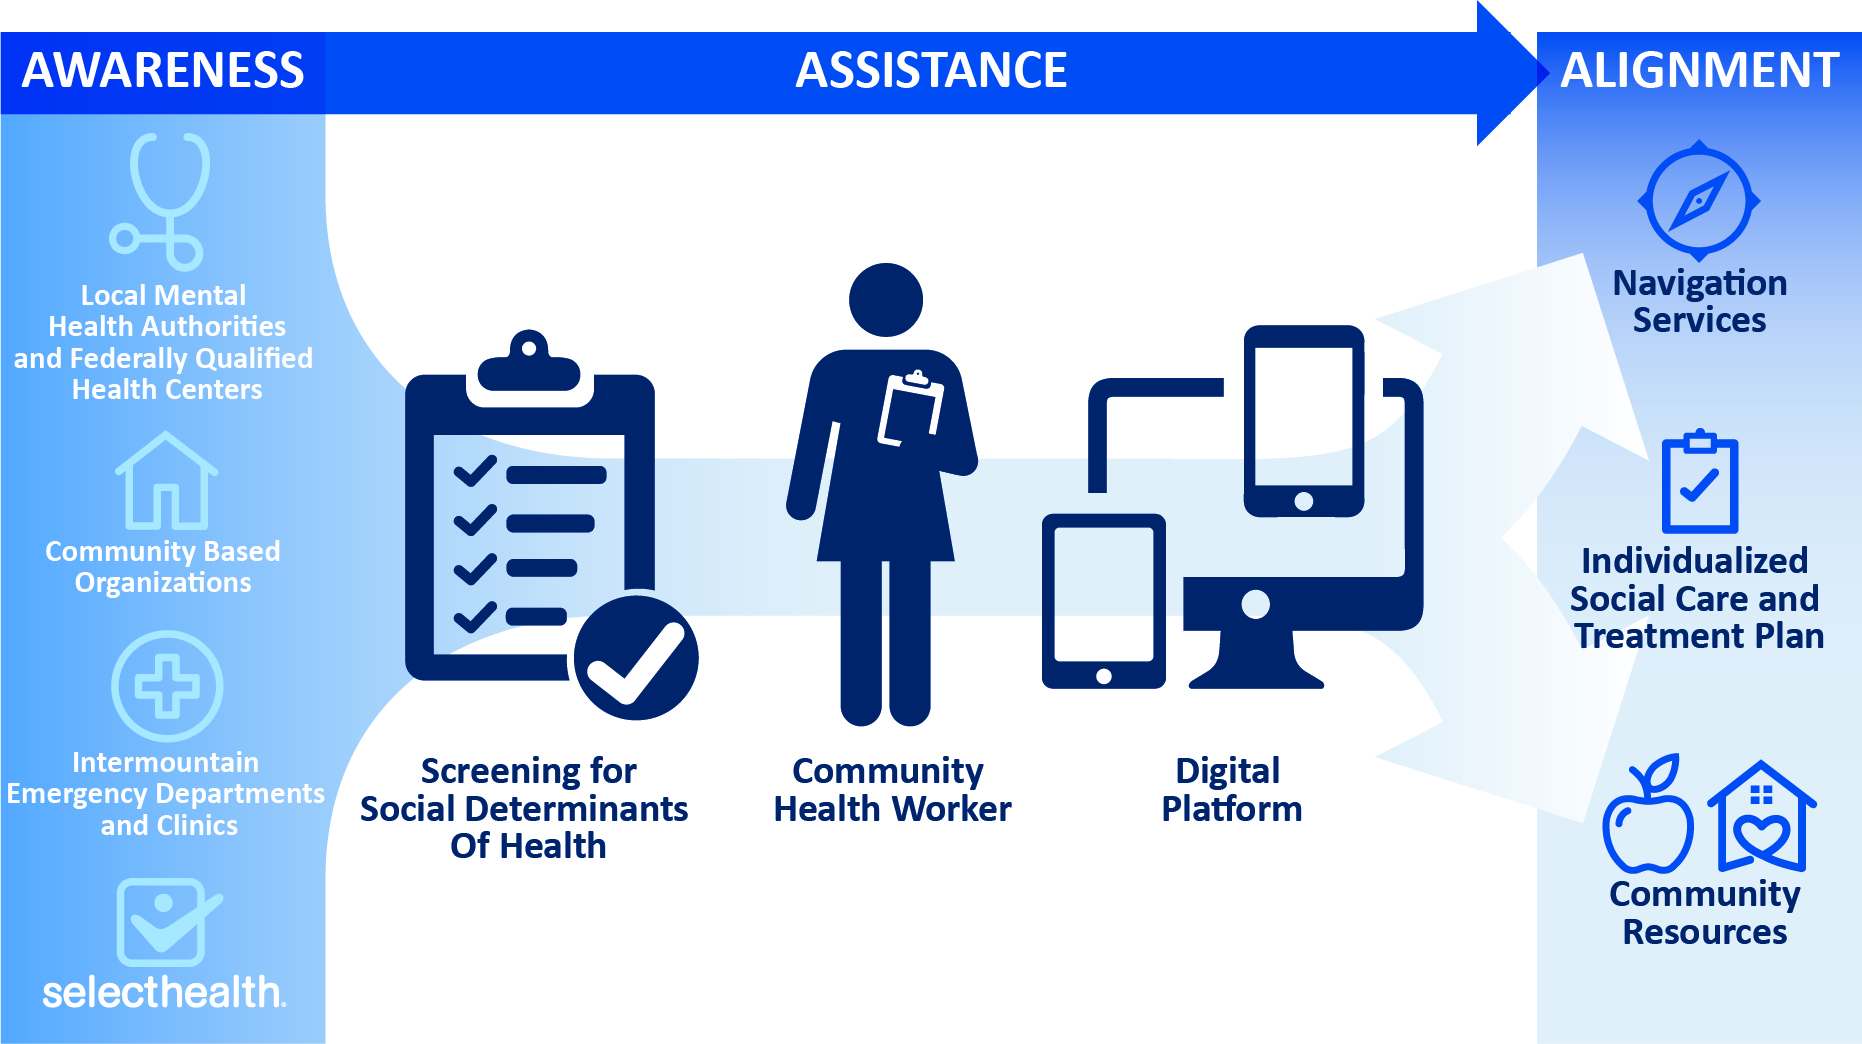 AWARENESS
ASSISTANCE
ALIGNMENT
Local Mental
Health Authorities
and Federally Qualified
Health Centers
Community Based
Organizations
Intermountain
Emergency Departments
and Clinics
selecthealth.
Screening for
Social Determinants
Of Health
Community
Health Worker
Digital
Platform
Navigation
Services
Individualized
Social Care and
Treatment Plan
Community
Resources